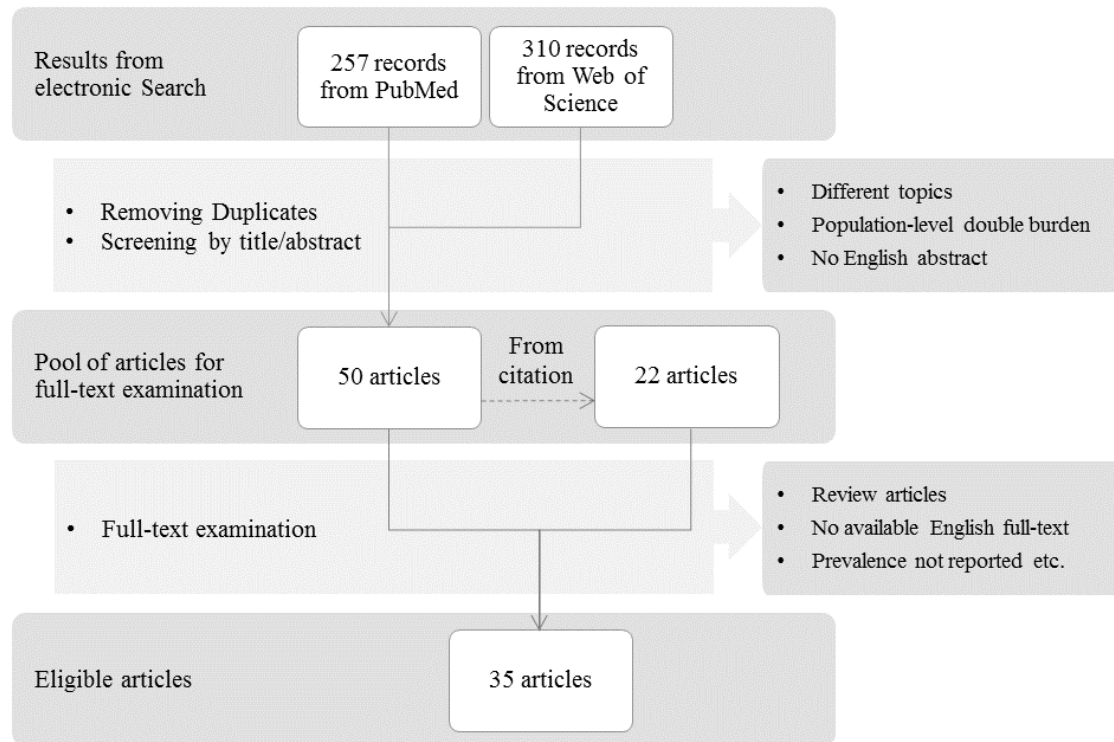 Results from
electronic Search
257 records
from PubMed
310 records
from Web of
Science
• Removing Duplicates
• Screening by title/abstract
• Different topics
• Population-level double burden
• No English abstract
Pool of articles for
full-text examination
50 articles
From
citation
22 articles
• Full-text examination
• Review articles
• No available English full-text
• Prevalence not reported etc.
Eligible articles
35 articles